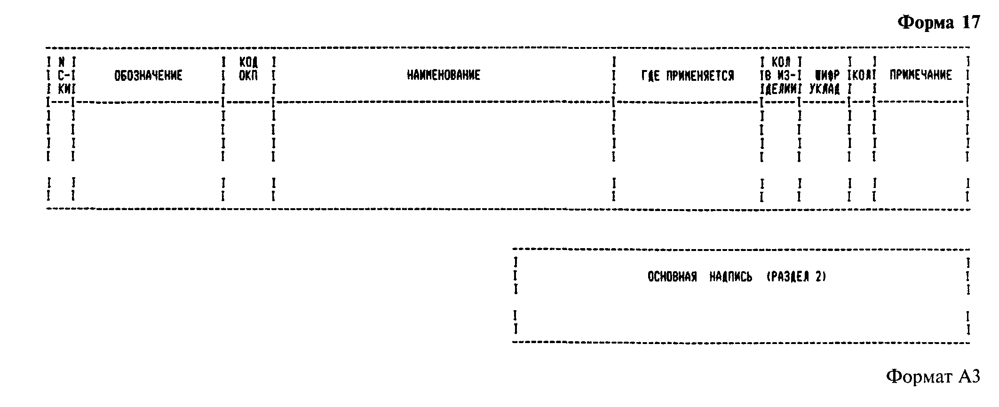 Форма 17
N КОД КОЛ
С- ОБОЗНАЧЕНИЕ ОКП НАИМЕНОВАНИЕ ГДЕ ПРИМЕНЯЕТСЯ В ИЗ- ШИФР КОЛ ПРИМЕЧАНИЕ
КИ ДЕЛИИ УКЛАД
ОСНОВНАЯ НАДПИСЬ (РАЗДЕЛ 2)
Формат А3